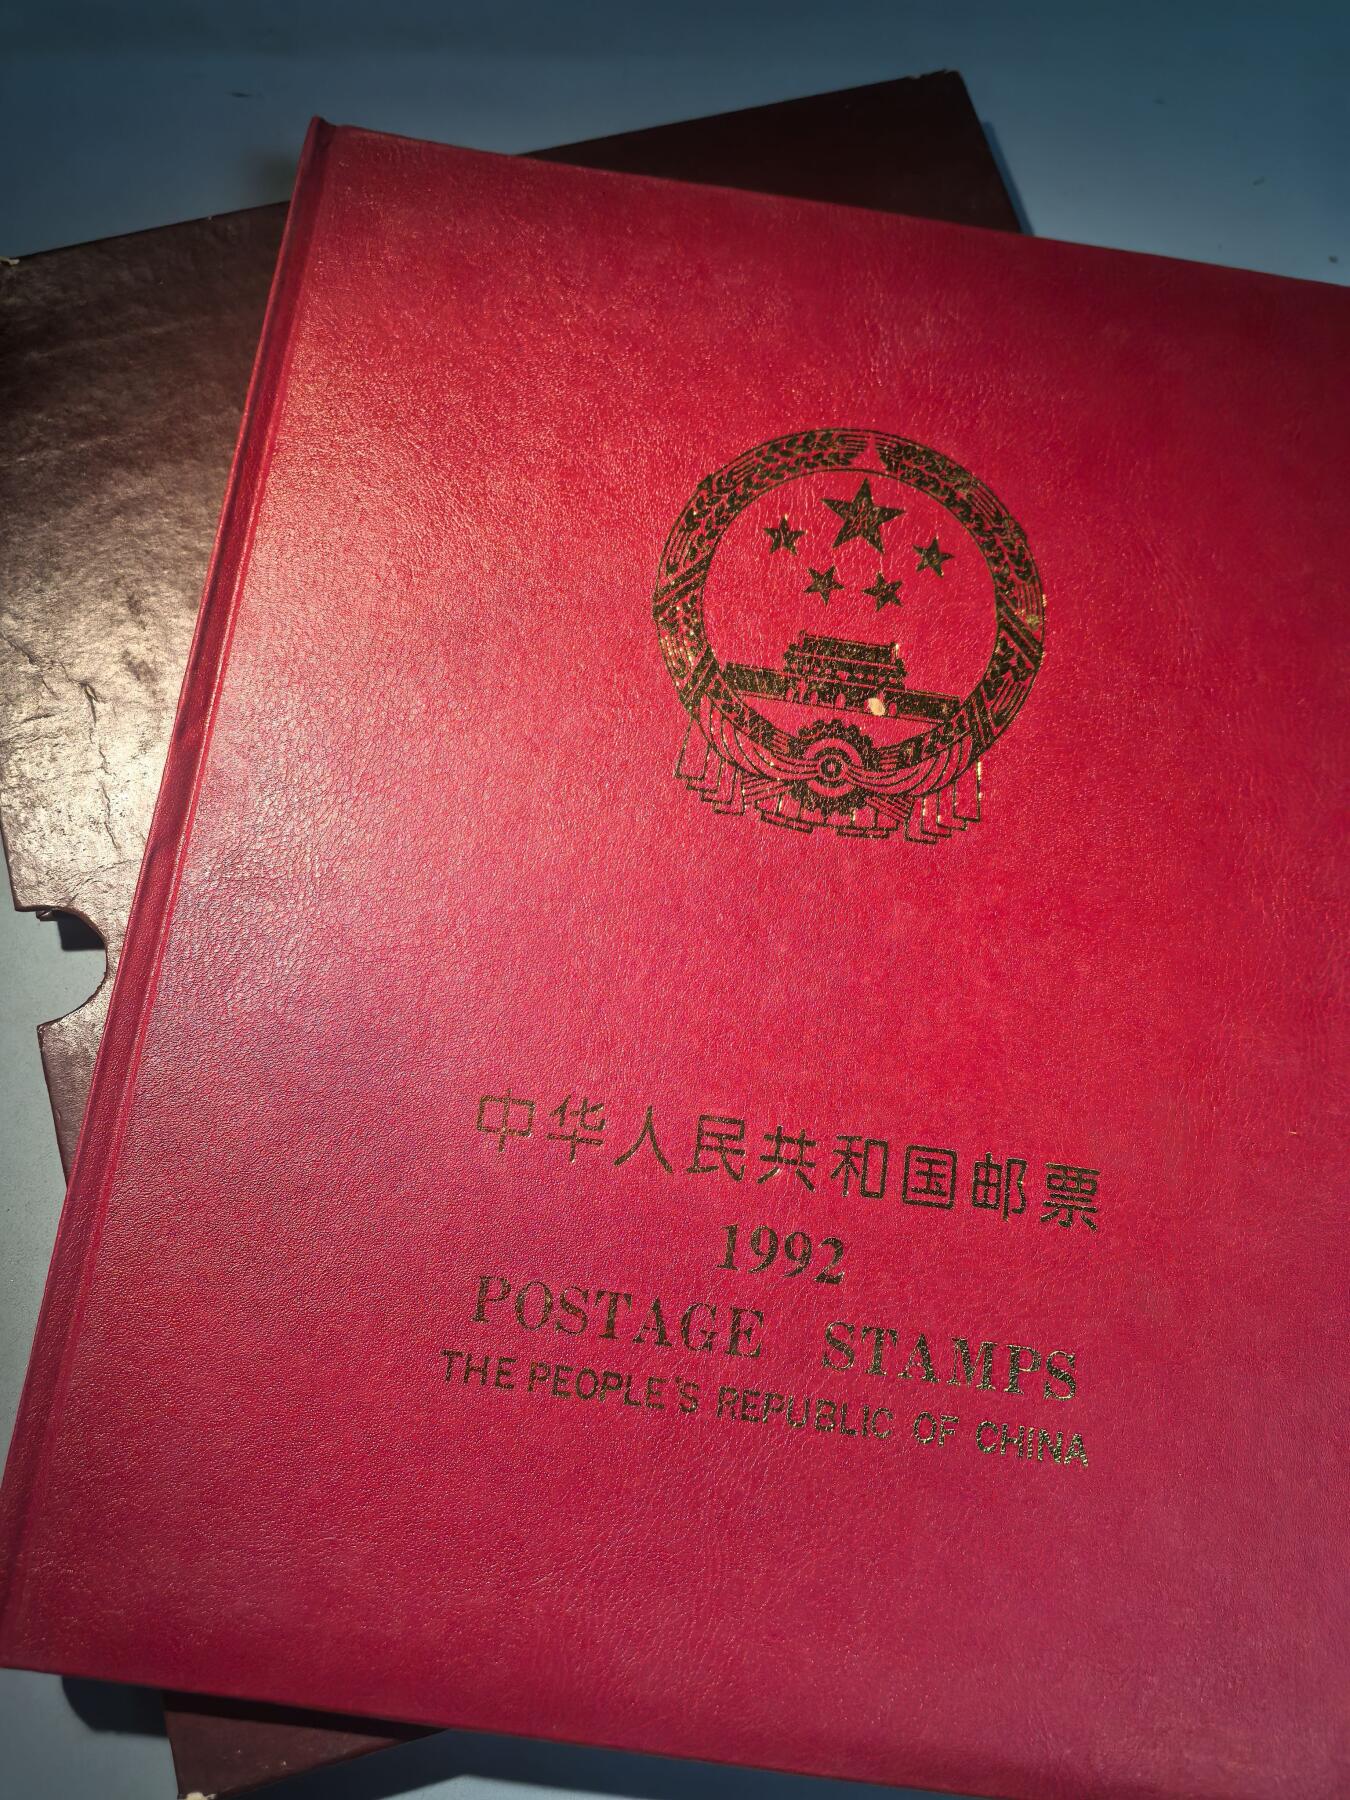 中华人民共和国邮票
1992
POSTAGE STAMPS
THE PEOPLE'S REPUBLIC OF CHINA